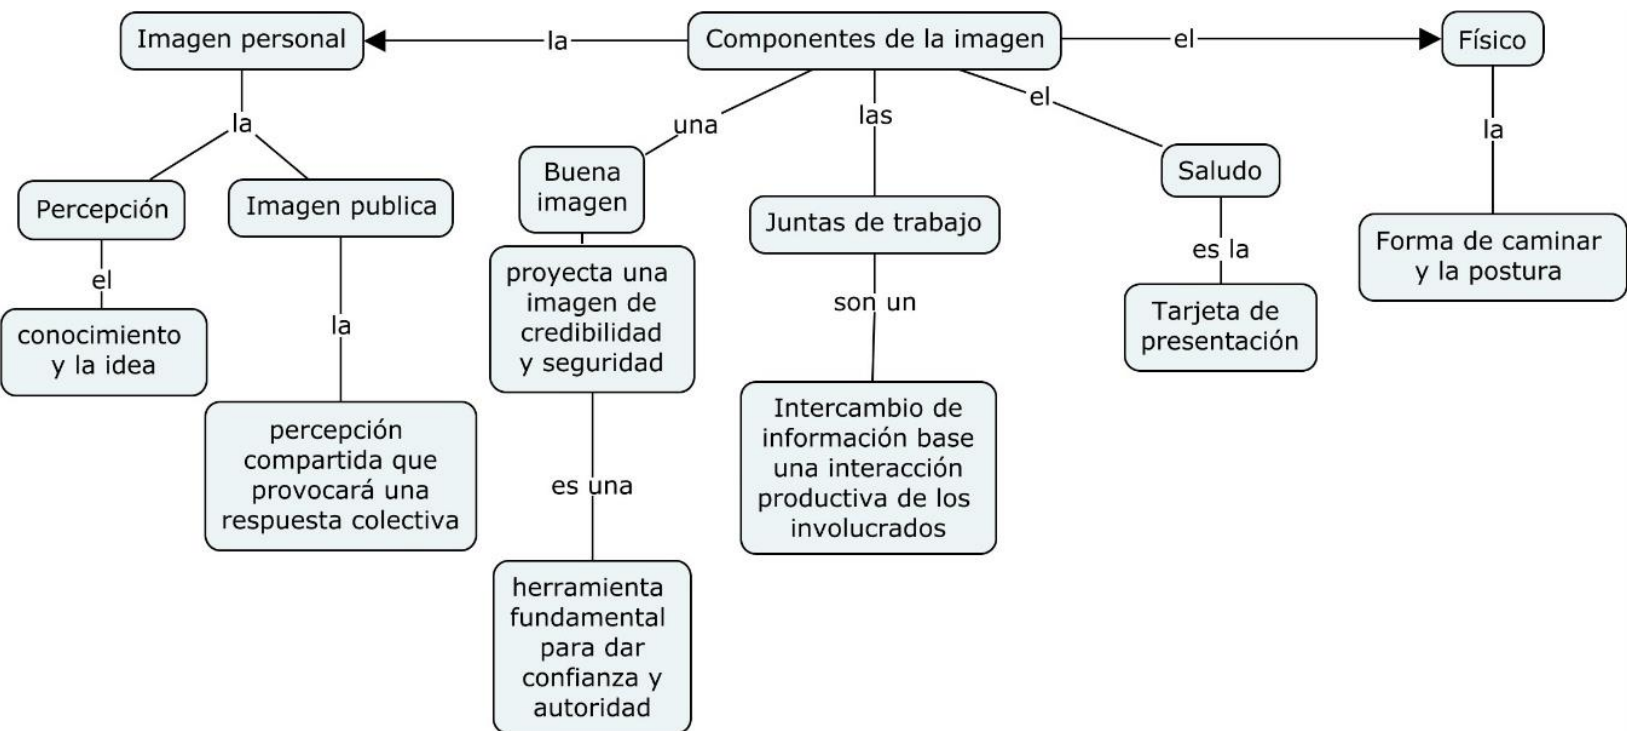 Imagen personal
la
Componentes de la imagen
el
Físico
la
Percepción
el
conocimiento
y la idea
Imagen publica
la
percepción
compartida que
provocará una
respuesta colectiva
una
Buena
imagen
proyecta una
imagen de
credibilidad
y seguridad
es una
herramienta
fundamental
para dar
confianza y
autoridad
las
Juntas de trabajo
son un
Intercambio de
información base
una interacción
productiva de los
involucrados
el
Saludo
es la
Tarjeta de
presentación
la
Forma de caminar
y la postura